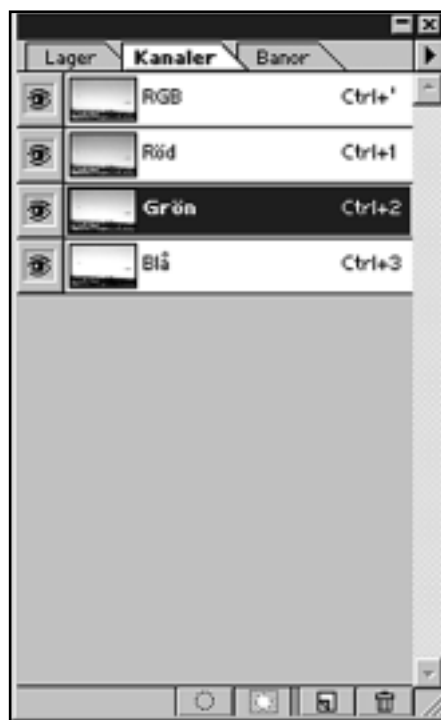 Lager Kanaler Banor
RGB Ctrl+'
Röd Ctrl+1
Grön Ctrl+2
Blå Ctrl+3